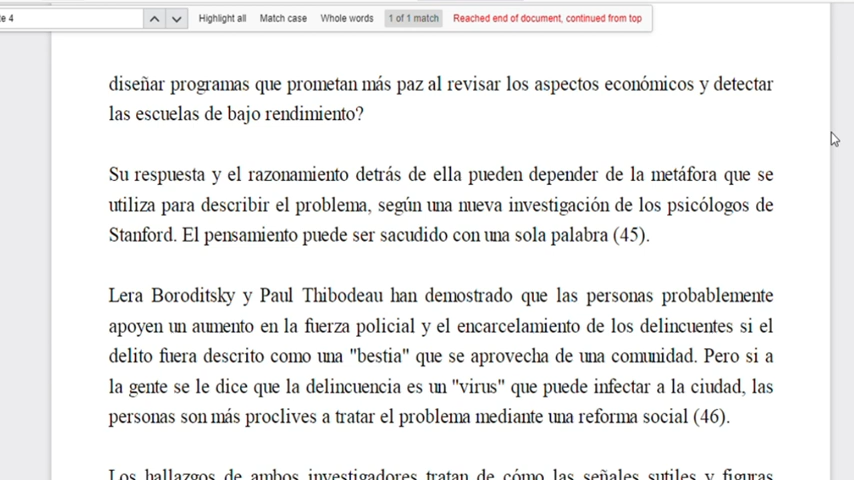 te 4
Highlight all
Match case
Whole words
1 of 1 match
Reached end of document, continued from top
diseñar programas que prometan más paz al revisar los aspectos económicos y detectar
las escuelas de bajo rendimiento?
Su respuesta y el razonamiento detrás de ella pueden depender de la metáfora que se
utiliza para describir el problema, según una nueva investigación de los psicólogos de
Stanford. El pensamiento puede ser sacudido con una sola palabra (45).
Lera Boroditsky y Paul Thibodeau han demostrado que las personas probablemente
apoyen un aumento en la fuerza policial y el encarcelamiento de los delincuentes si el
delito fuera descrito como una "bestia" que se aprovecha de una comunidad. Pero si a
la gente se le dice que la delincuencia es un "virus" que puede infectar a la ciudad, las
personas son más proclives a tratar el problema mediante una reforma social (46).
Los hallazgos de ambos investigadores tratan de cómo las señales sutiles y figuras